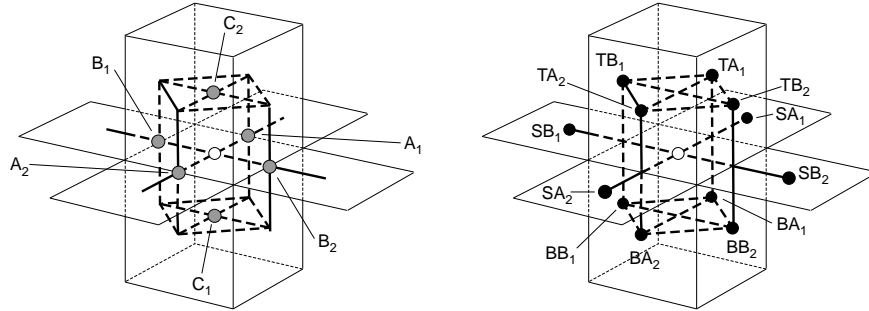 C₂
B₁
A₁
A₂
B₂
C₁
TB₁
TA₁
TA₂
TB₂
SA₁
SB₁
SB₂
SA₂
BA₁
BB₁
BA₂
BB₂